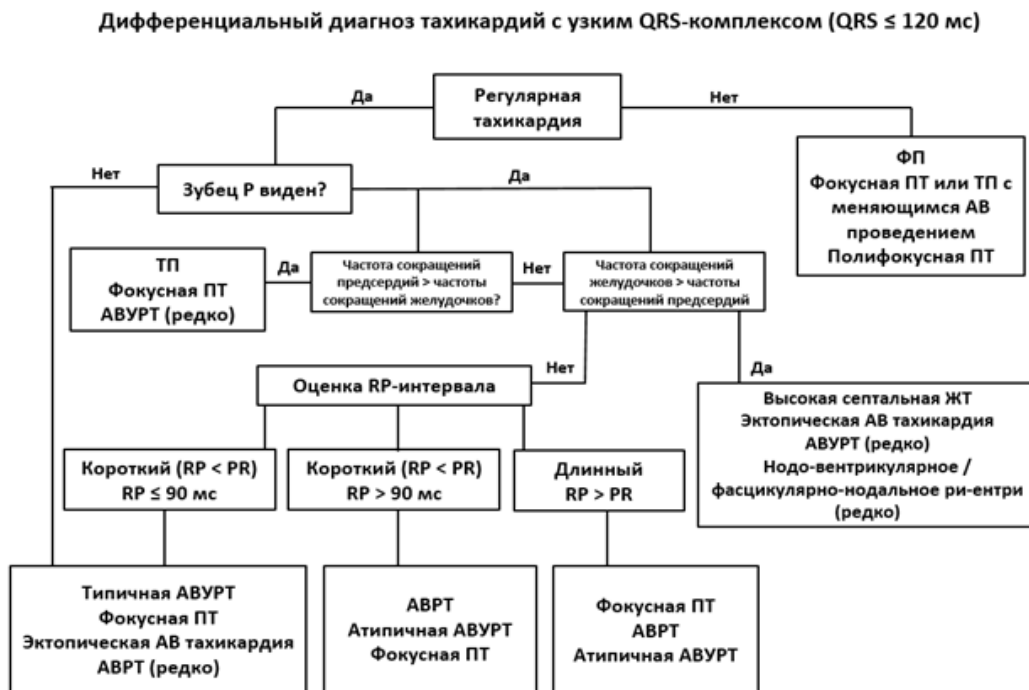 Дифференциальный диагноз тахикардий с узким QRS-комплексом (QRS ≤ 120 мс)
Да
Регулярная
тахикардия
Нет
Нет
Зубец Р виден?
Да
ФП
Фокусная ПТ или ТП с
меняющимся АВ
проведением
Полифокусная ПТ
ТП
Фокусная ПТ
АВУРТ (редко)
Да
Частота сокращений
предсердий > частоты
сокращений желудочков?
Нет
Частота сокращений
желудочков > частоты
сокращений предсердий
Нет
Да
Оценка RP-интервала
Высокая септальная ЖТ
Эктопическая АВ тахикардия
АВУРТ (редко)
Нодо-вентрикулярное /
фасцикулярно-нодальное ри-ентри
(редко)
Короткий (RP < PR)
RP ≤ 90 мс
Короткий (RP < PR)
RP > 90 мс
Длинный
RP > PR
Типичная АВУРТ
Фокусная ПТ
Эктопическая АВ тахикардия
АВРТ (редко)
АВРТ
Атипичная АВУРТ
Фокусная ПТ
Фокусная ПТ
АВРТ
Атипичная АВУРТ